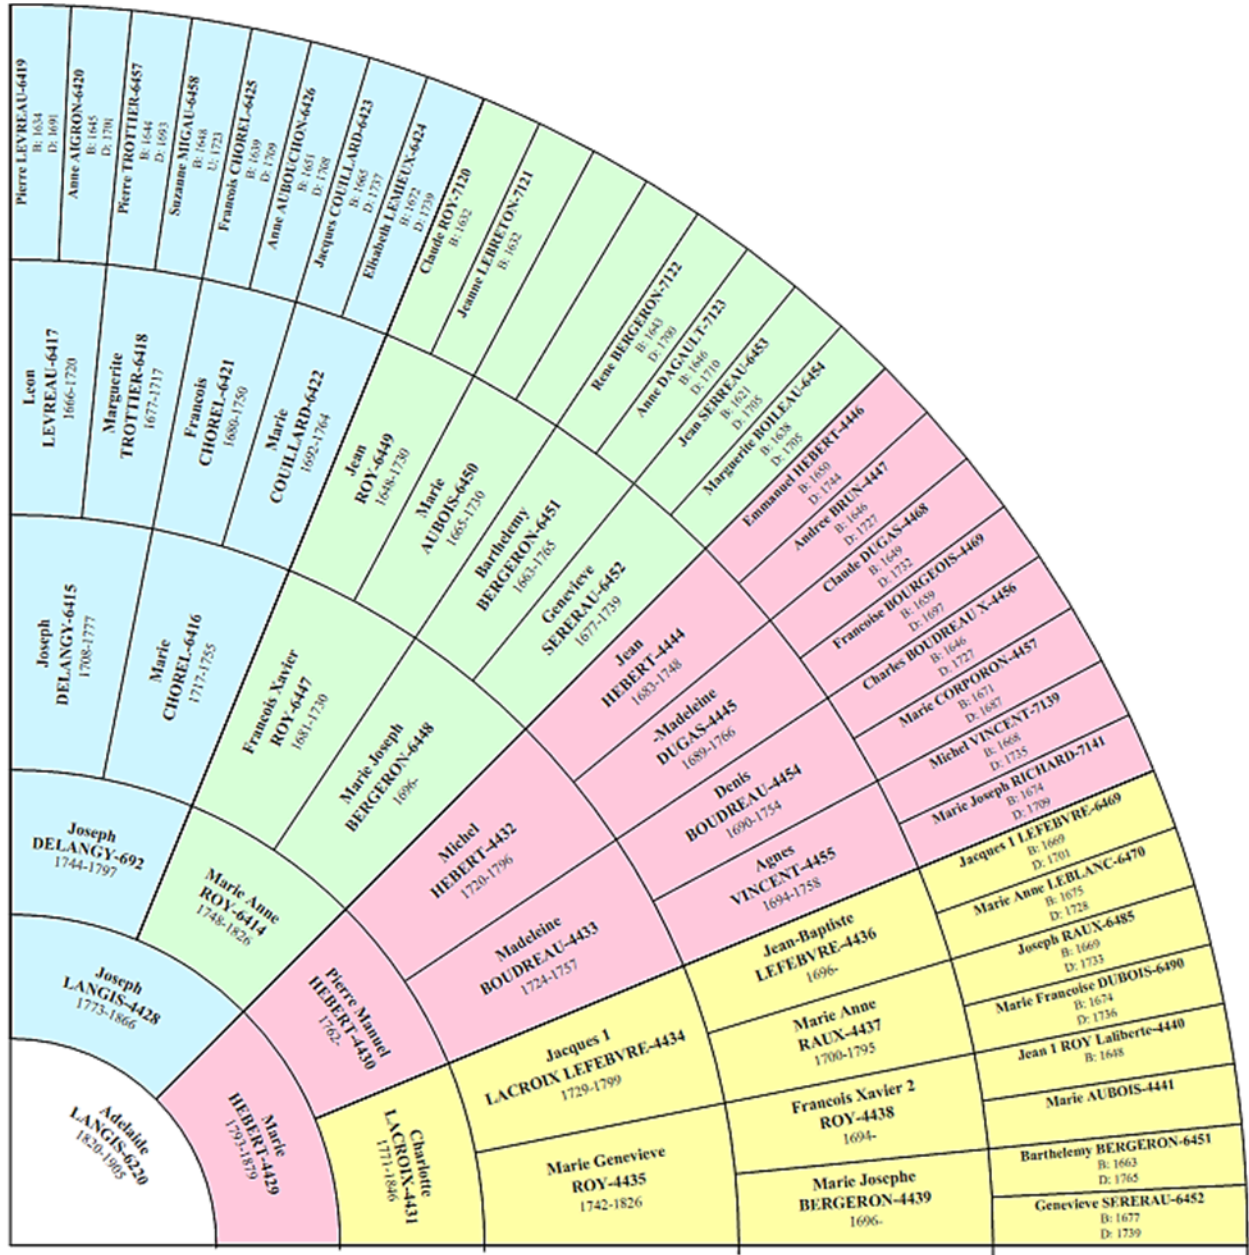 Pierre LEVREAU-6419
B: 1634
D: 1691
Anne AIGRON-6420
B: 1645
D: 1701
Pierre TROTTIER-6457
B: 1644
D: 1693
Suzanne MIGAU-6458
B: 1648
U: 1723
Francois CHOREL-6425
B: 1639
D: 1709
Anne AUBOUCHON-6426
B: 1651
D: 1708
Jacques COUILLARD-6423
B: 1665
D: 1737
Elisabeth LEMIEUX-6424
B: 1672
D: 1739
Claude ROY-7120
B: 1632
Jeanne LEBRETON-7121
B: 1632
Rene BERGERON-7122
B: 1643
D: 1700
Anne DAGAULT-7123
B: 1646
D: 1710
Jean SERREAU-6453
B: 1621
D: 1705
Marguerite BOILEAU-6454
B: 1638
D: 1705
Emmanuel HEBERT-4446
B: 1650
D: 1744
Andree BRUN-4447
B: 1646
D: 1727
Claude DUGAS-4468
B: 1649
D: 1732
Francoise BOURGEOIS-4469
B: 1659
D: 1697
Charles BOUDREAU X-4456
B: 1646
D: 1727
Marie CORPORON-4457
B: 1671
D: 1687
Michel VINCENT-7139
B: 1668
D: 1735
Marie Joseph RICHARD-7141
B: 1674
D: 1709
Jacques 1 LEFEBVRE-6469
B: 1669
D: 1701
Marie Anne LEBLANC-6470
B: 1675
D: 1728
Joseph RAUX-6485
B: 1669
D: 1733
Marie Francoise DUBOIS-6490
B: 1674
D: 1736
Jean 1 ROY Laliberte-4440
B: 1648
Marie AUBOIS-4441
Barthelemy BERGERON-6451
B: 1663
D: 1765
Genevieve SERERAU-6452
B: 1677
D: 1739
Leon
LEVREAU-6417
1666-1720
Marguerite
TROTTIER-6418
1677-1717
Francois
CHOREL-6421
1680-1750
Marie
COUILLARD-6422
1692-1764
Jean
ROY-6449
1648-1730
Marie
AUBOIS-6450
1665-1730
Barthelemy
BERGERON-6451
1663-1765
Genevieve
SERERAU-6452
1677-1739
Jean
HEBERT-4444
1683-1748
-Madeleine
DUGAS-4445
1689-1766
Denis
BOUDREAU-4454
1690-1754
Agnes
VINCENT-4455
1694-1758
Jean-Baptiste
LEFEBVRE-4436
1696-
Marie Anne
RAUX-4437
1700-1795
Francois Xavier 2
ROY-4438
1694-
Marie Josephe
BERGERON-4439
1696-
Joseph
DELANGY-6415
1708-1777
Marie
CHOREL-6416
1717-1755
Francois Xavier
ROY-6447
1681-1730
Marie Joseph
BERGERON-6448
1696-
Michel
HEBERT-4432
1720-1796
Madeleine
BOUDREAU-4433
1724-1757
Jacques 1
LACROIX LEFEBVRE-4434
1729-1799
Marie Genevieve
ROY-4435
1742-1826
Joseph
DELANGY-692
1744-1797
Marie Anne
ROY-6414
1748-1826
Pierre Manuel
HEBERT-4430
1762-
Charlotte
LACROIX-4431
1771-1846
Joseph
LANGIS-4428
1773-1866
Marie
HEBERT-4429
1793-1879
Adelaide
LANGIS-6220
1820-1905